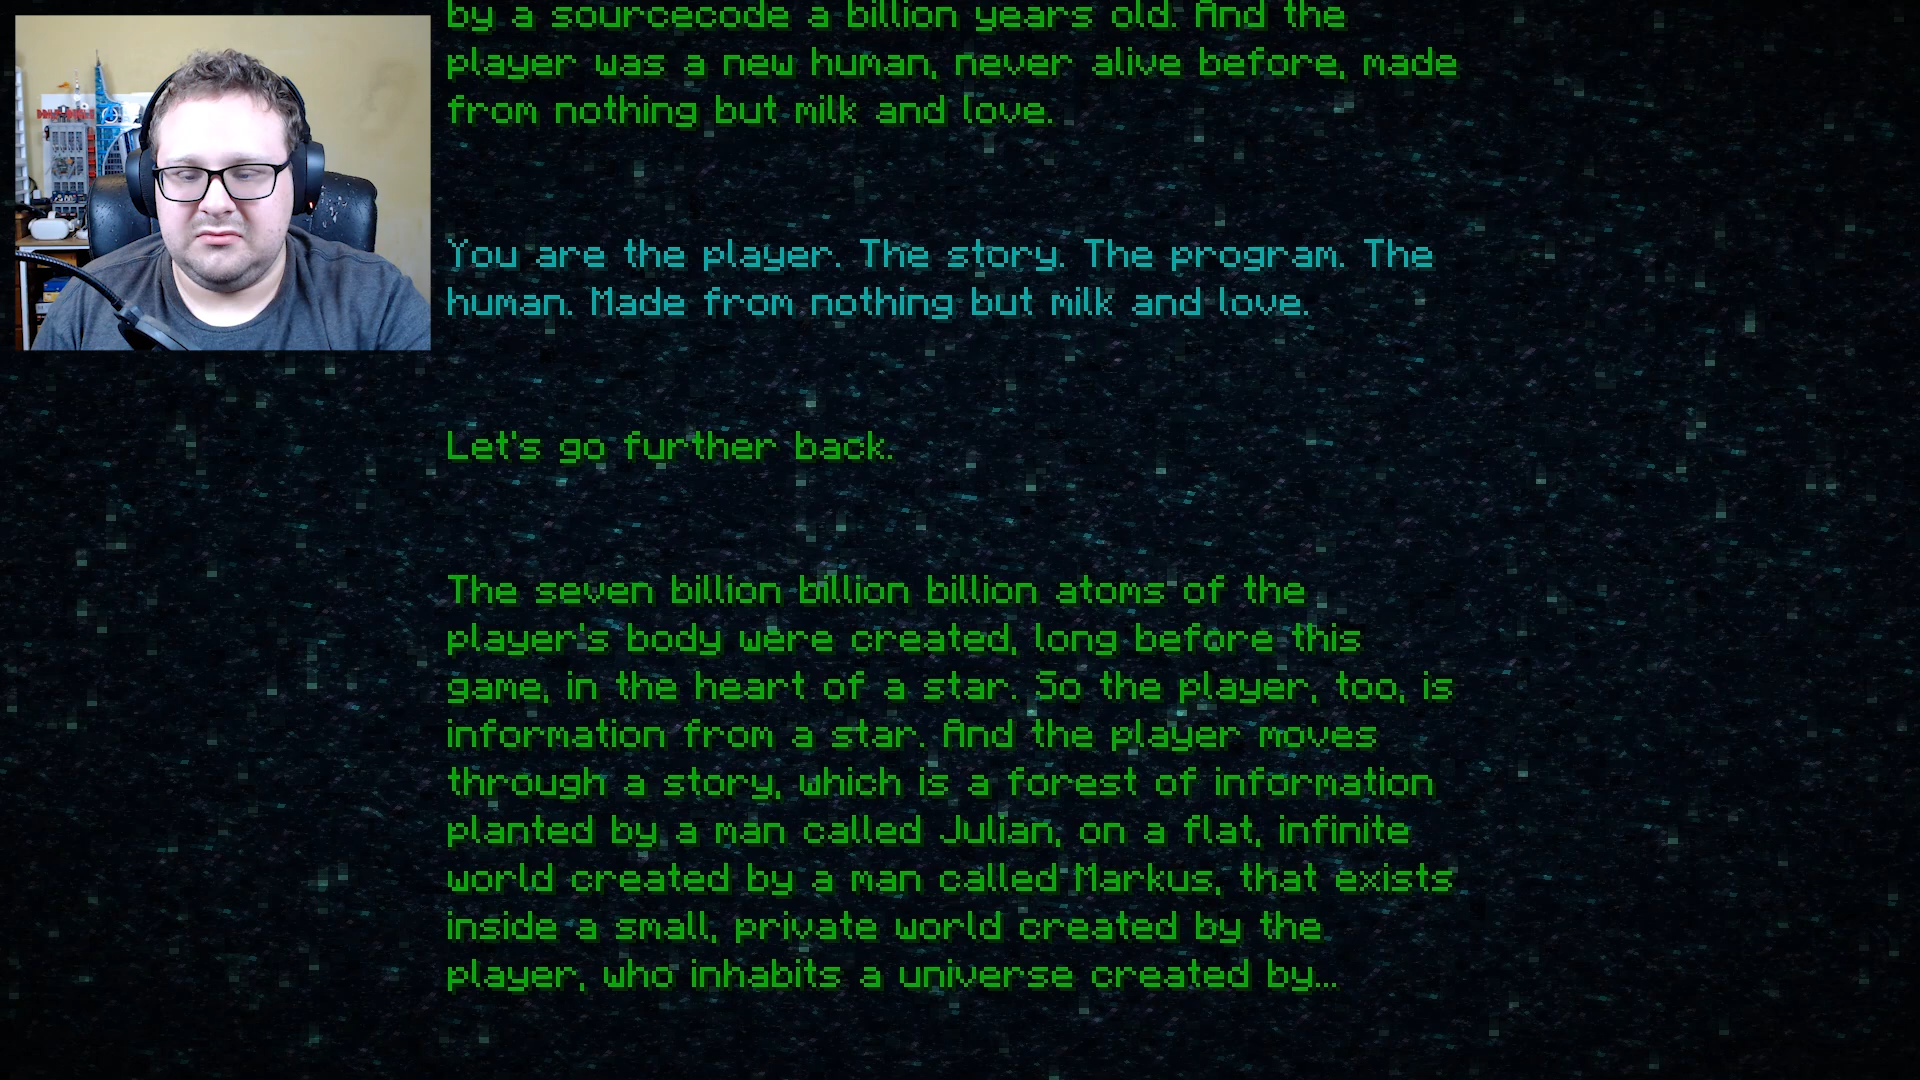 by a sourcecode a billion years old. And the
player was a new human, never alive before, made
from nothing but milk and love.
You are the player. The story. The program. The
human. Made from nothing but milk and love.
Let's go further back.
The seven billion billion billion atoms of the
player's body were created, long before this
game, in the heart of a star. So the player, too, is
information from a star. And the player moves
through a story, which is a forest of information
planted by a man called Julian, on a flat, infinite
world created by a man called Markus, that exists
inside a small, private world created by the
player, who inhabits a universe created by...